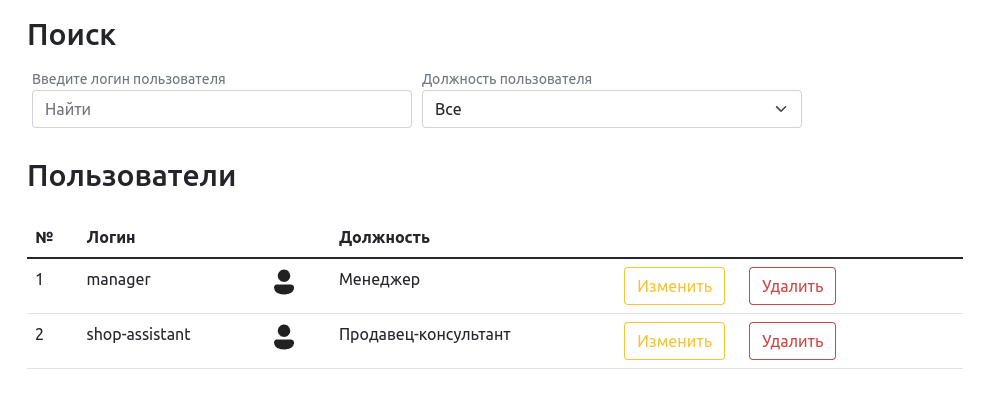 Поиск
Введите логин пользователя Должность пользователя
Найти Все
Пользователи
№ Логин Должность
1 manager Менеджер Изменить Удалить
2 shop-assistant Продавец-консультант Изменить Удалить